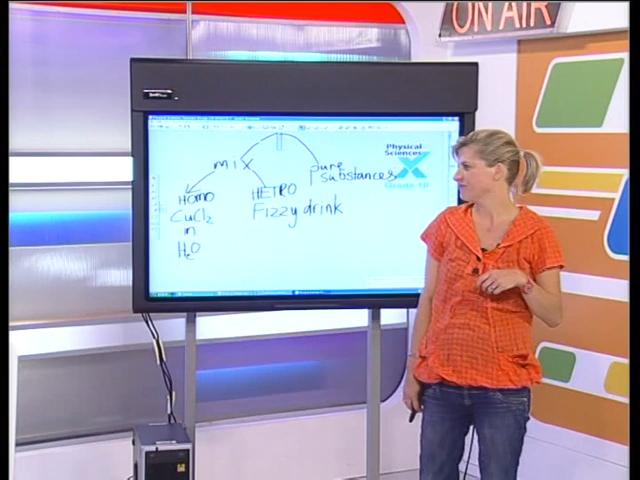 ON AIR
Physical
Sciences
X
Grade 10
mix
pure
substances
HOMO
CuCl2
in
H2O
HETRO
Fizzy drink